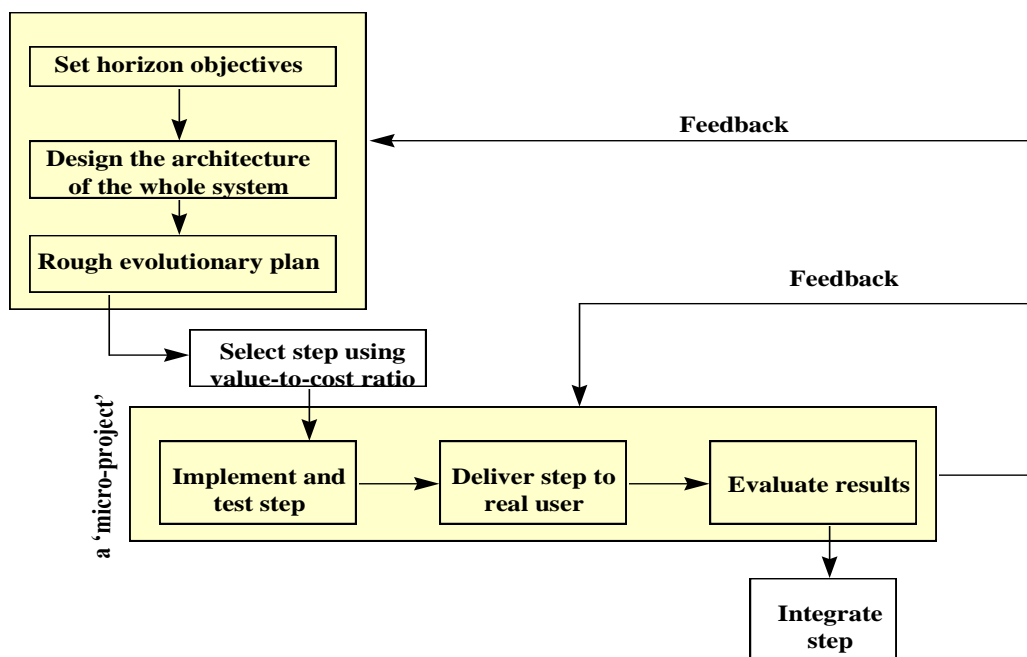 Set horizon objectives
Feedback
Design the architecture
of the whole system
Rough evolutionary plan
Feedback
Select step using
value-to-cost ratio
a ‘micro-project’
Implement and
test step
Deliver step to
real user
Evaluate results
Integrate
step